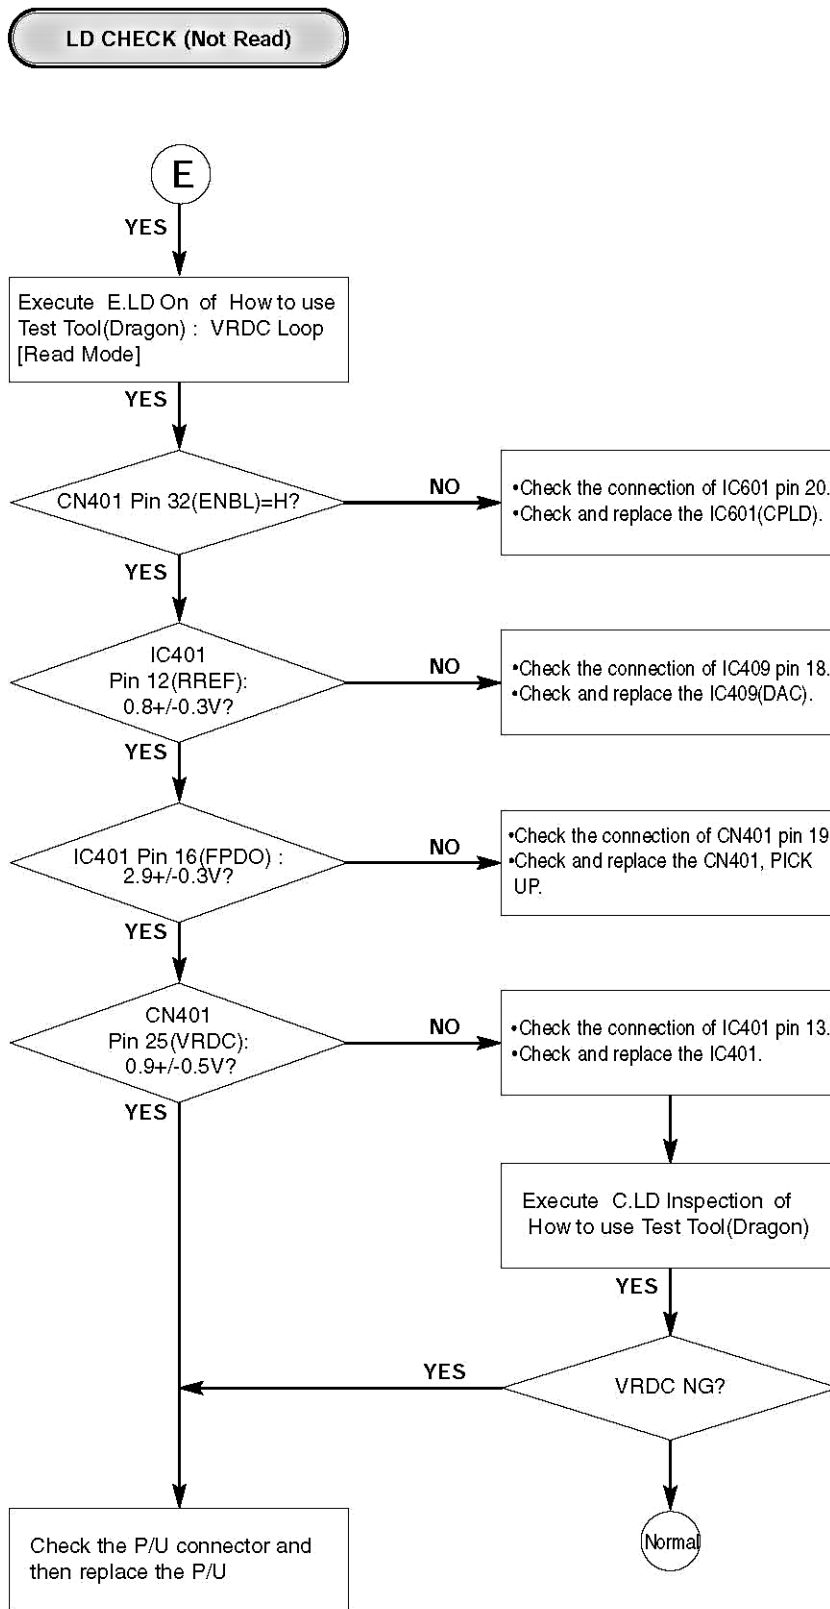 LD CHECK (Not Read)
E
YES
Execute E.LD On of How to use
Test Tool(Dragon) : VRDC Loop
[Read Mode]
YES
CN401 Pin 32(ENBL)=H?
NO
•Check the connection of IC601 pin 20.
•Check and replace the IC601(CPLD).
YES
IC401
Pin 12(RREF):
0.8+/-0.3V?
NO
•Check the connection of IC409 pin 18.
•Check and replace the IC409(DAC).
YES
IC401 Pin 16(FPDO) :
2.9+/-0.3V?
NO
•Check the connection of CN401 pin 19
•Check and replace the CN401, PICK
UP.
YES
CN401
Pin 25(VRDC):
0.9+/-0.5V?
NO
•Check the connection of IC401 pin 13.
•Check and replace the IC401.
YES
Execute C.LD Inspection of
How to use Test Tool(Dragon)
YES
VRDC NG?
YES
Check the P/U connector and
then replace the P/U
Normal